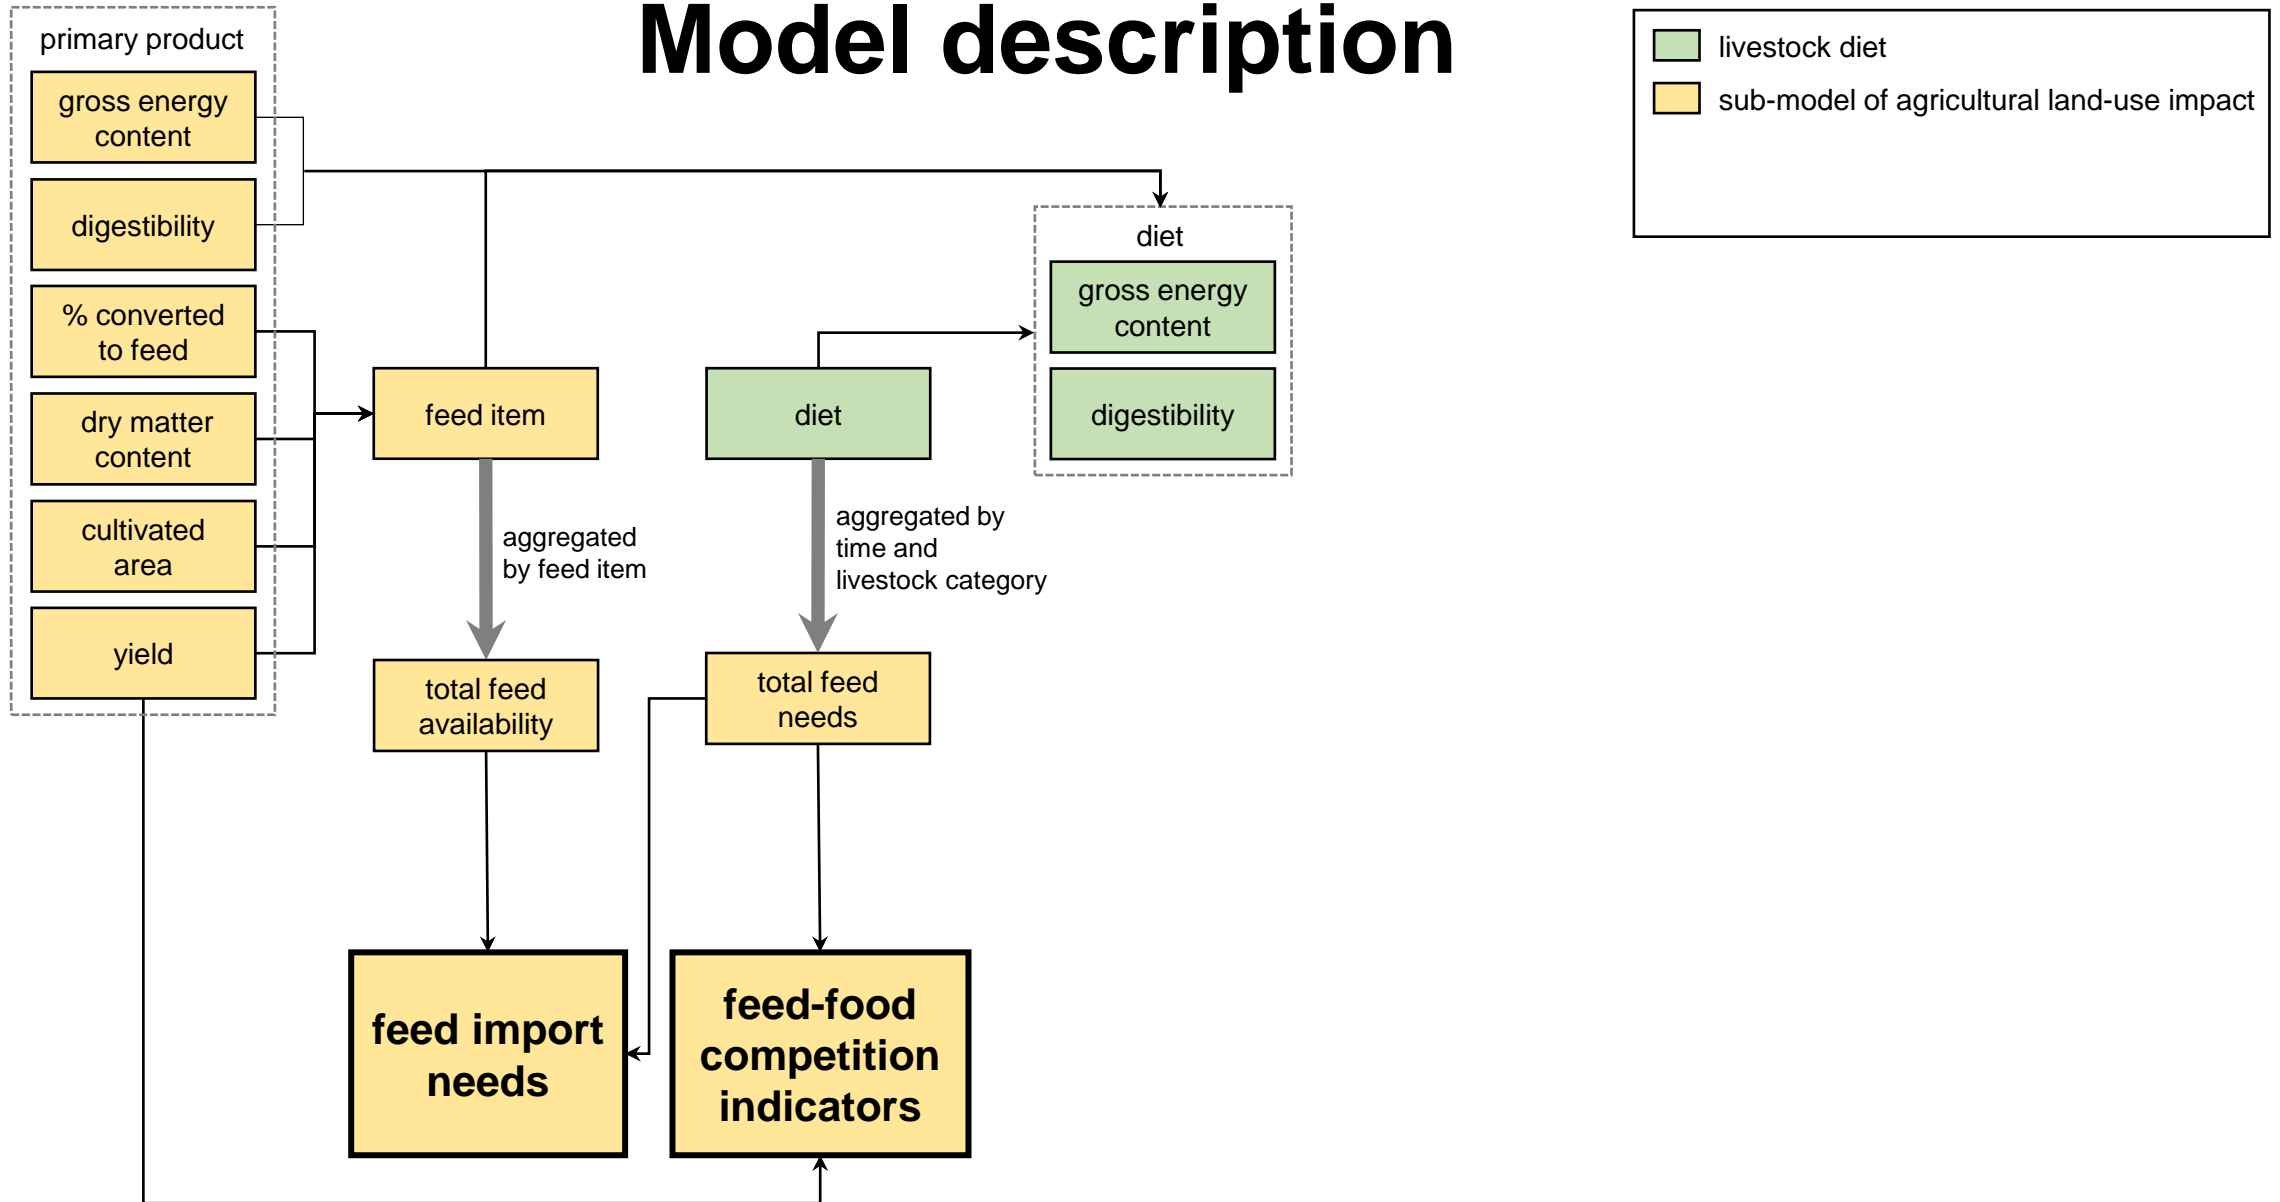 Model description
primary product
gross energy
content
digestibility
% converted
to feed
dry matter
content
cultivated
area
yield
feed item
aggregated
by feed item
total feed
availability
feed import
needs
diet
aggregated by
time and
livestock category
total feed
needs
feed-food
competition
indicators
diet
gross energy
content
digestibility
livestock diet
sub-model of agricultural land-use impact